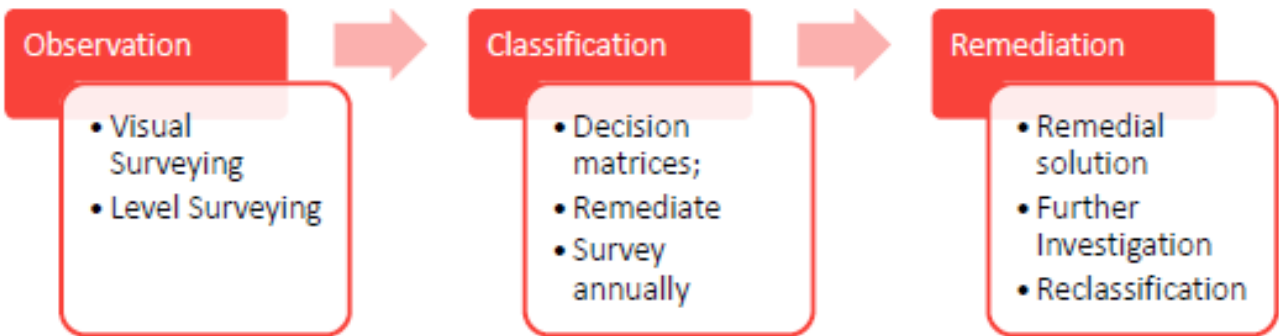 Observation
• Visual
Surveying
• Level Surveying
Classification
• Decision
matrices;
• Remediate
• Survey
annually
Remediation
• Remedial
solution
• Further
Investigation
• Reclassification